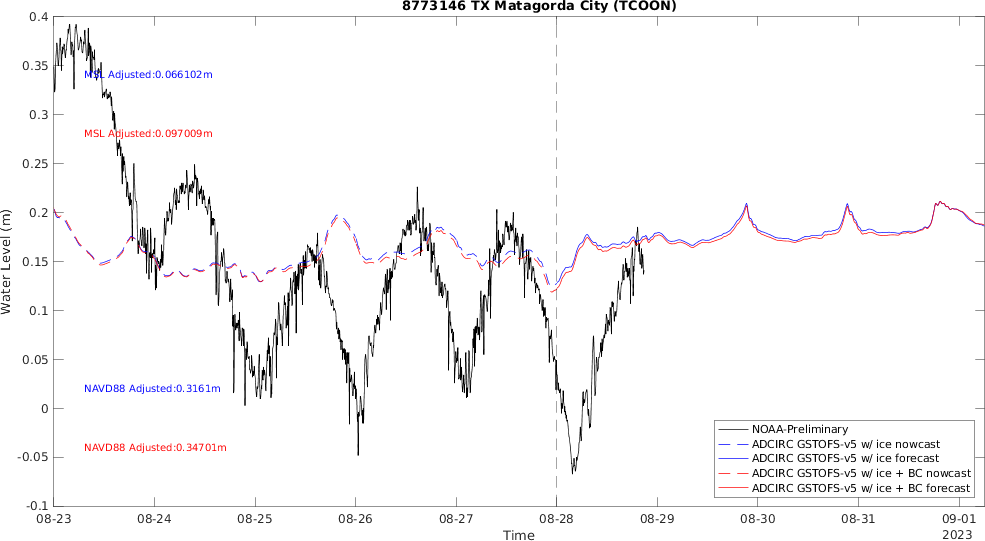 8773146 TX Matagorda City (TCOON)
0.4
0.35
0.3
0.25
0.2
0.15
0.1
0.05
0
-0.05
-0.1
Water Level (m)
MSL Adjusted:0.066102m
MSL Adjusted:0.097009m
NAVD88 Adjusted:0.3161m
NAVD88 Adjusted:0.34701m
NOAA-Preliminary
ADCIRC GSTOFS-v5 w/ ice nowcast
ADCIRC GSTOFS-v5 w/ ice forecast
ADCIRC GSTOFS-v5 w/ ice + BC nowcast
ADCIRC GSTOFS-v5 w/ ice + BC forecast
08-23 08-24 08-25 08-26 08-27 08-28 08-29 08-30 08-31 09-01
Time
2023